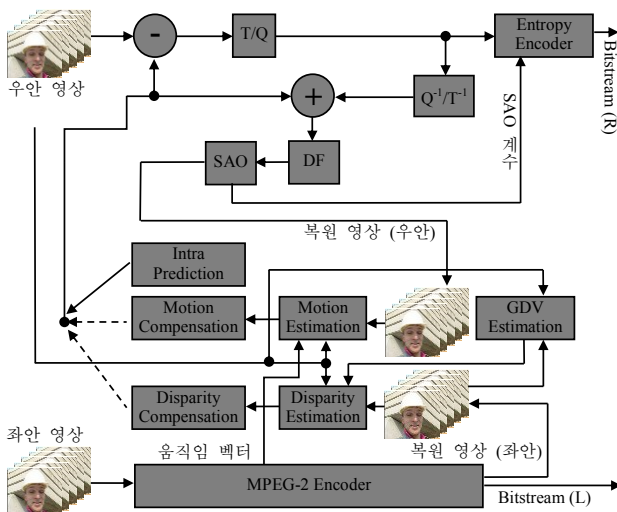 -
T/Q
Entropy
Encoder
Bitstream (R)
우안 영상
+
Q⁻¹/T⁻¹
SAO 계수
SAO
DF
복원 영상 (우안)
Intra
Prediction
Motion
Compensation
Motion
Estimation
GDV
Estimation
Disparity
Compensation
Disparity
Estimation
좌안 영상
움직임 벡터
복원 영상 (좌안)
MPEG-2 Encoder
Bitstream (L)